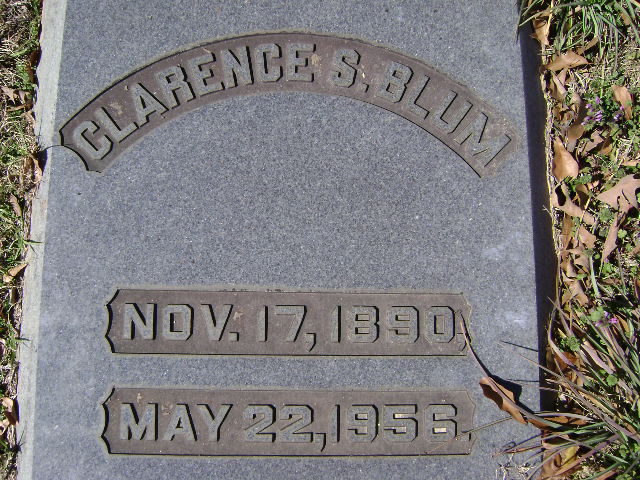 CLARENCE S. BLUM
NOV. 17, 1890.
MAY 22, 1956.